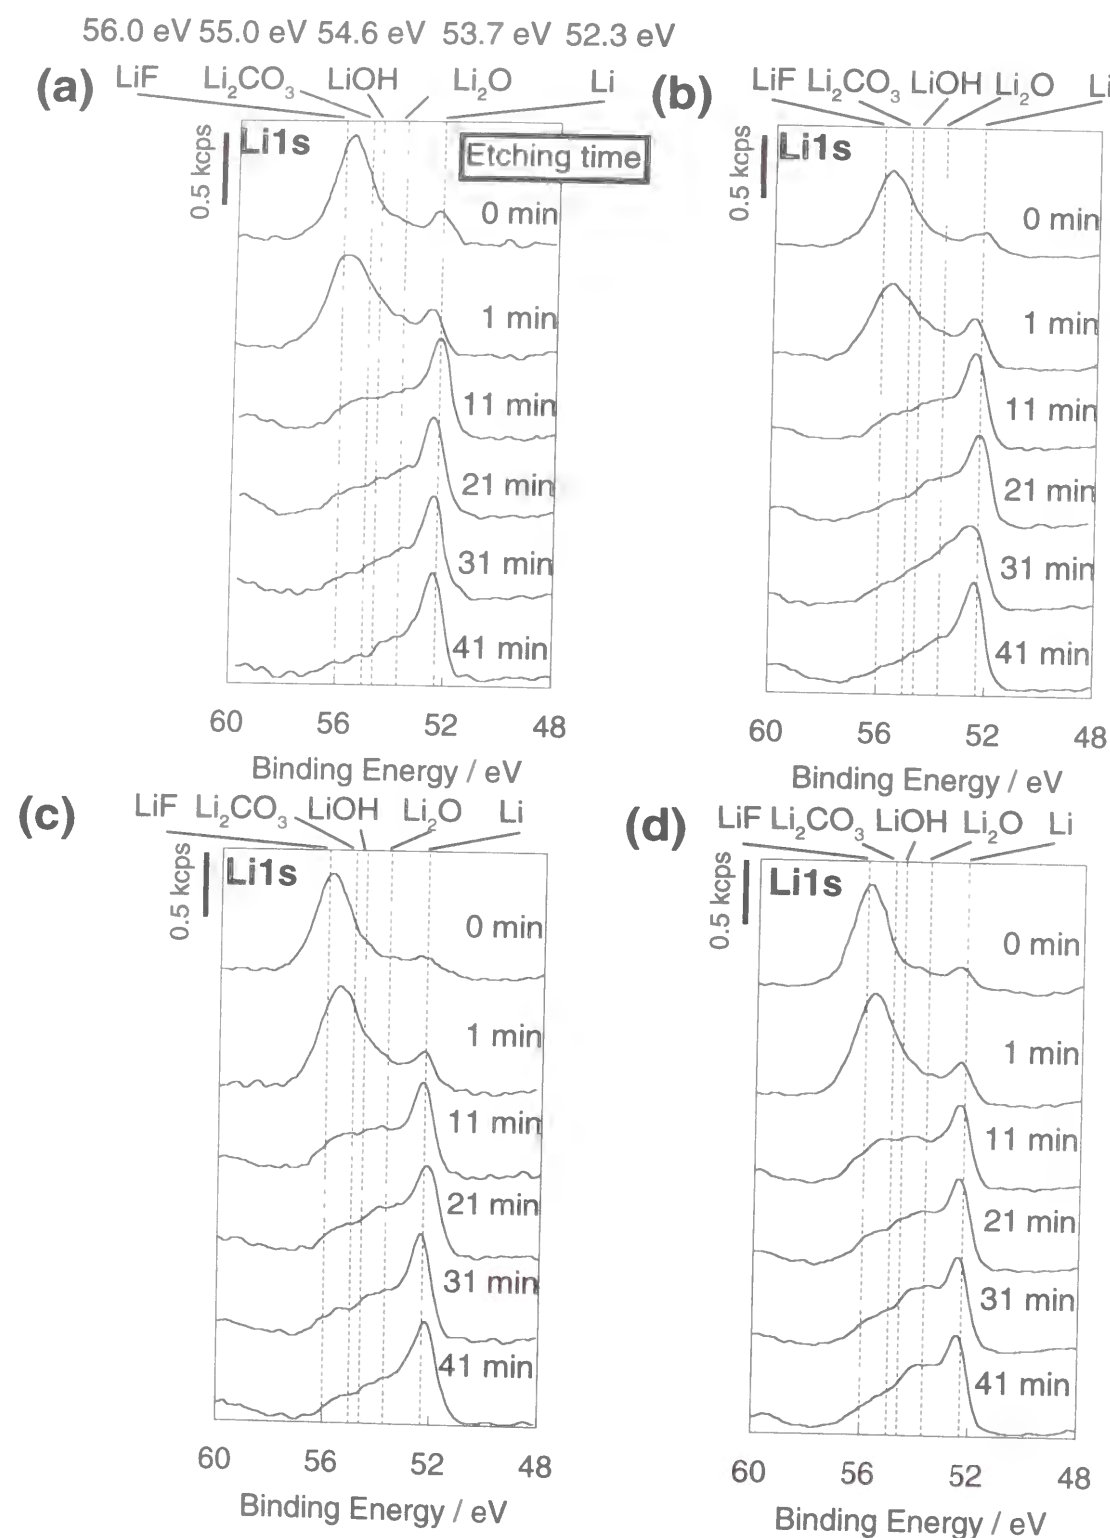 56.0 eV 55.0 eV 54.6 eV 53.7 eV 52.3 eV
(a) LiF Li₂CO₃ LiOH Li₂O Li
0.5 kcps
Li1s
Etching time
0 min
1 min
11 min
21 min
31 min
41 min
60 56 52 48
Binding Energy / eV
(b) LiF Li₂CO₃ LiOH Li₂O Li
0.5 kcps
Li1s
0 min
1 min
11 min
21 min
31 min
41 min
60 56 52 48
Binding Energy / eV
(c) LiF Li₂CO₃ LiOH Li₂O Li
0.5 kcps
Li1s
0 min
1 min
11 min
21 min
31 min
41 min
60 56 52 48
Binding Energy / eV
(d) LiF Li₂CO₃ LiOH Li₂O Li
0.5 kcps
Li1s
0 min
1 min
11 min
21 min
31 min
41 min
60 56 52 48
Binding Energy / eV